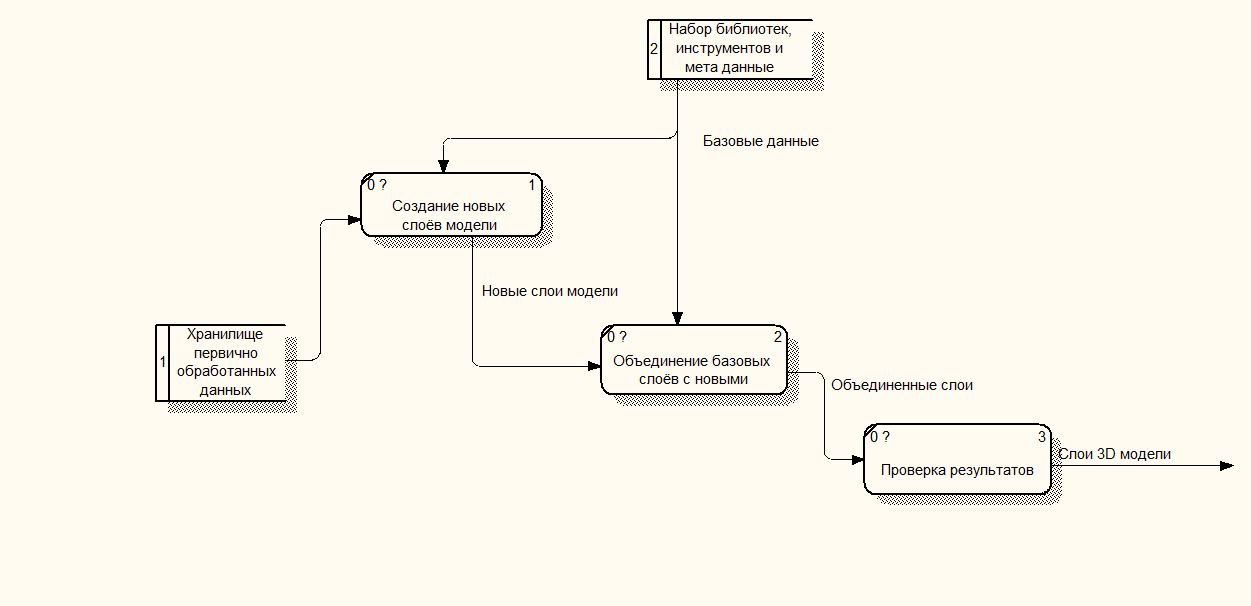 2
Набор библиотек,
инструментов и
мета данные
Базовые данные
0 ?
1
Создание новых
слоёв модели
Новые слои модели
1
Хранилище
первично
обработанных
данных
0 ?
2
Объединение базовых
слоёв с новыми
Объединенные слои
0 ?
3
Проверка результатов
Слои 3D модели